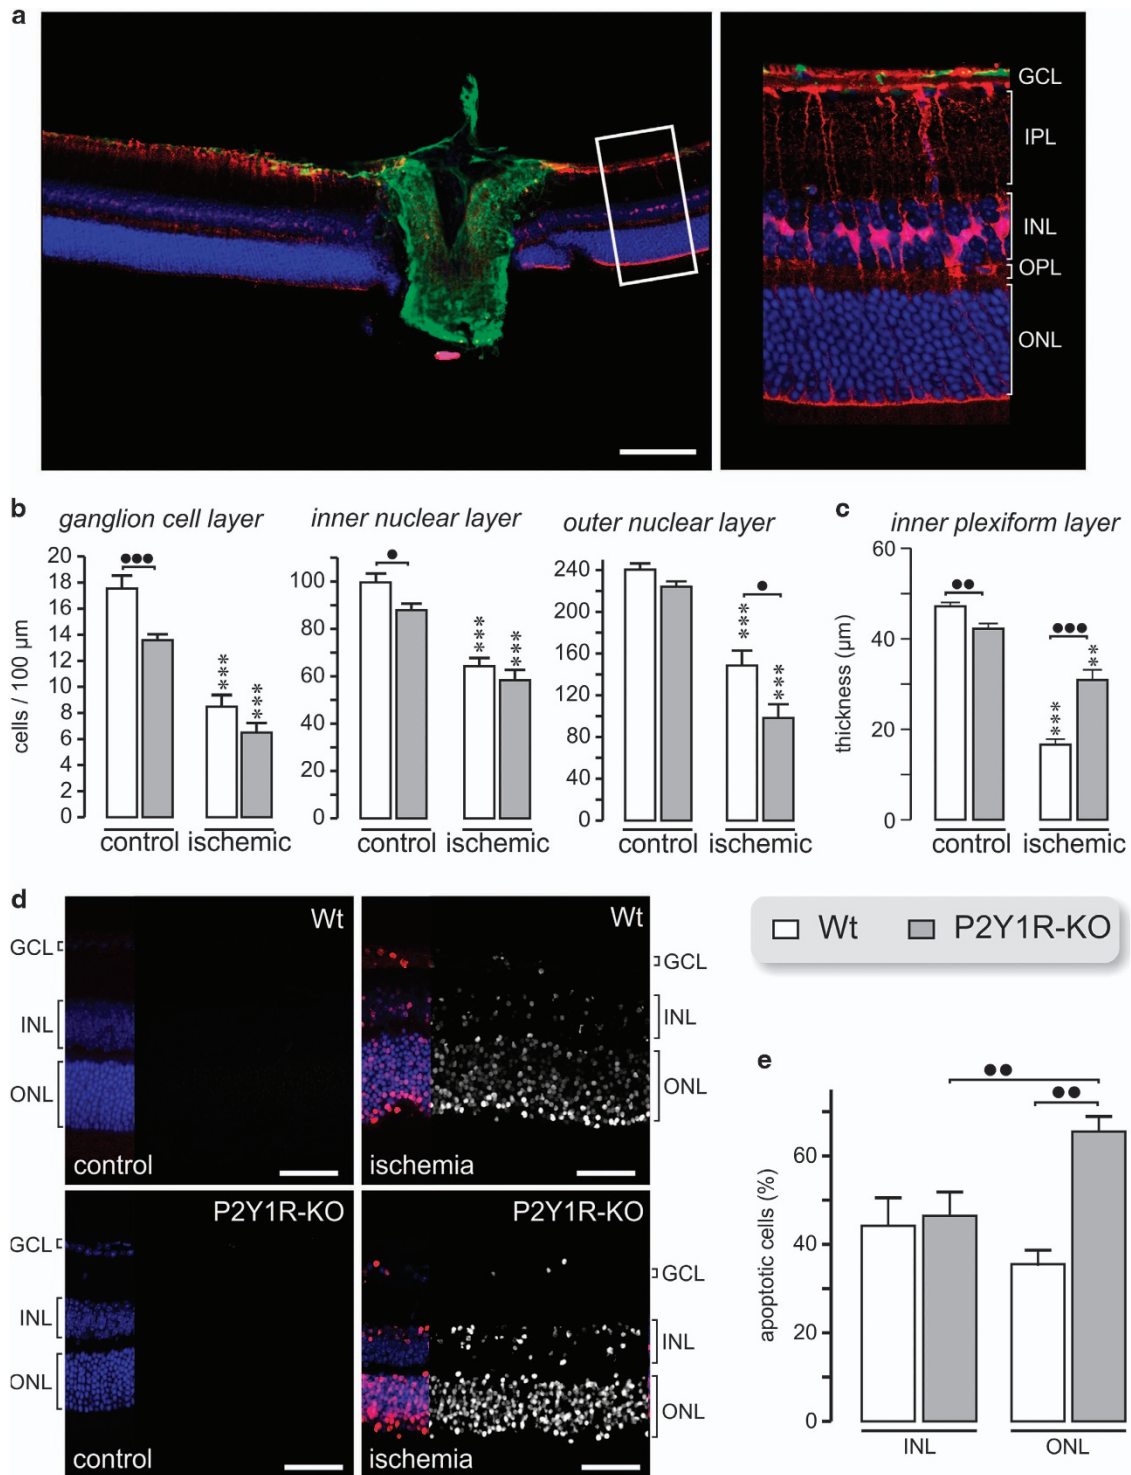 a
GCL
IPL
INL
OPL
ONL
b
ganglion cell layer
cells / 100 µm
20
18
16
14
12
10
8
6
4
2
0
●●●
***
***
control
ischemic
inner nuclear layer
100
80
60
40
20
0
●
***
***
control
ischemic
outer nuclear layer
240
200
160
120
80
40
0
●
***
***
control
ischemic
c
inner plexiform layer
thickness (µm)
60
40
20
0
●●
●●●
***
**
control
ischemic
Wt
P2Y1R-KO
d
Wt
GCL
INL
ONL
control
Wt
GCL
INL
ONL
ischemia
P2Y1R-KO
GCL
INL
ONL
control
P2Y1R-KO
GCL
INL
ONL
ischemia
e
apoptotic cells (%)
60
40
20
0
●●
●●
INL
ONL